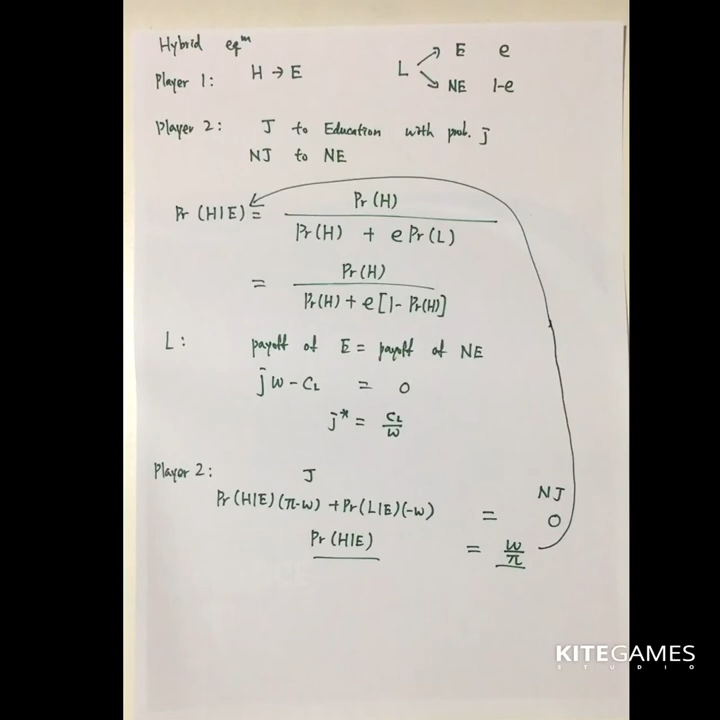 Hybrid eqᵐ
Player 1: H → E
L E e
NE 1-e
Player 2: J to Education with prob. j
NJ to NE
Pr(H|E) = Pr(H) / Pr(H) + e Pr(L)
= Pr(H) / Pr(H) + e[1- Pr(H)]
L: payoff of E = payoff of NE
jw - C_L = 0
j* = C_L / w
Player 2: J NJ
Pr(H|E)(π-w) + Pr(L|E)(-w) = 0
Pr(H|E) = w / π
KITEGAMES
STUDIO